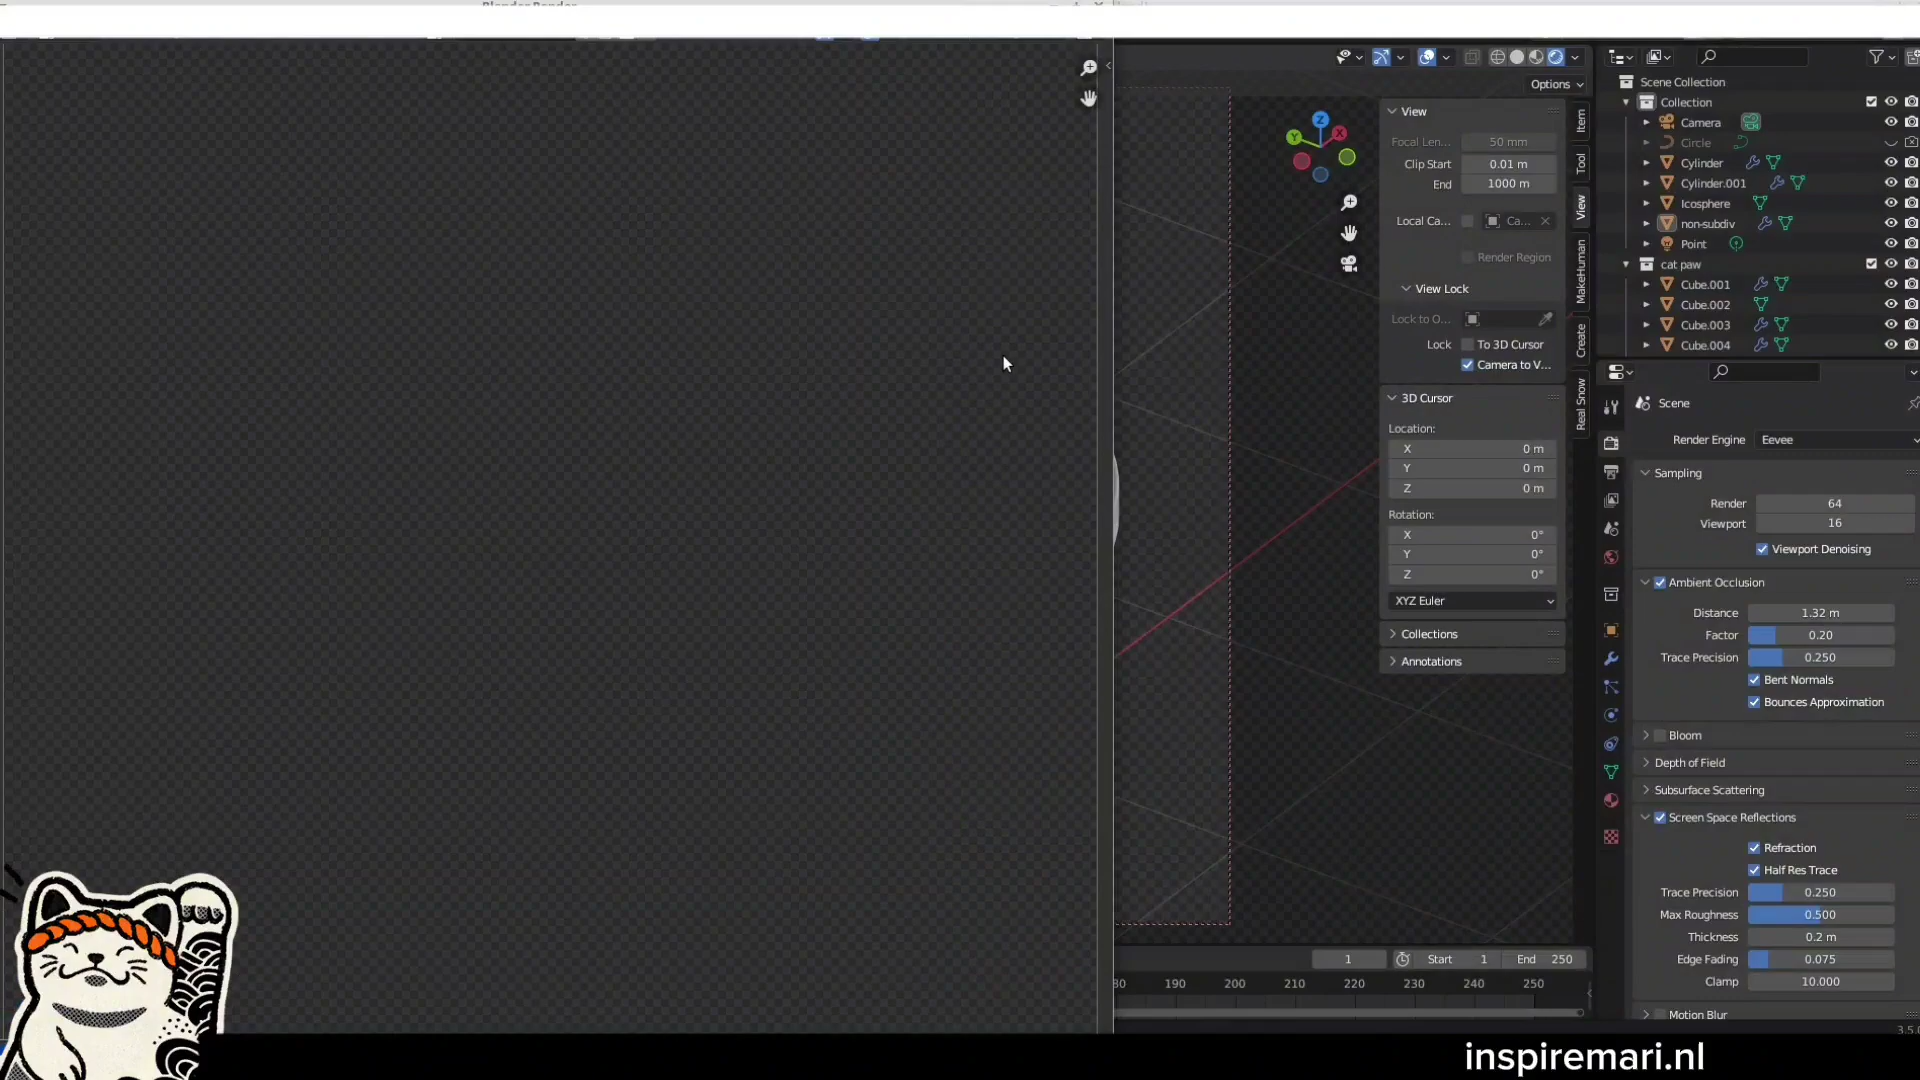 Blender Render
Options
View
Focal Len... 50 mm
Clip Start 0.01 m
End 1000 m
Local Ca... Ca...
Render Region
View Lock
Lock to O...
Lock To 3D Cursor
Camera to V...
3D Cursor
Location:
X 0 m
Y 0 m
Z 0 m
Rotation:
X 0°
Y 0°
Z 0°
XYZ Euler
Collections
Annotations
Item
Tool
View
MakeHuman
Create
Real Snow
Z
Y
X
1 Start 1 End 250
80 190 200 210 220 230 240 250
Scene Collection
Collection
Camera
Circle
Cylinder
Cylinder.001
Icosphere
non-subdiv
Point
cat paw
Cube.001
Cube.002
Cube.003
Cube.004
Scene
Render Engine Eevee
Sampling
Render 64
Viewport 16
Viewport Denoising
Ambient Occlusion
Distance 1.32 m
Factor 0.20
Trace Precision 0.250
Bent Normals
Bounces Approximation
Bloom
Depth of Field
Subsurface Scattering
Screen Space Reflections
Refraction
Half Res Trace
Trace Precision 0.250
Max Roughness 0.500
Thickness 0.2 m
Edge Fading 0.075
Clamp 10.000
Motion Blur
3.5.0
inspiremari.nl